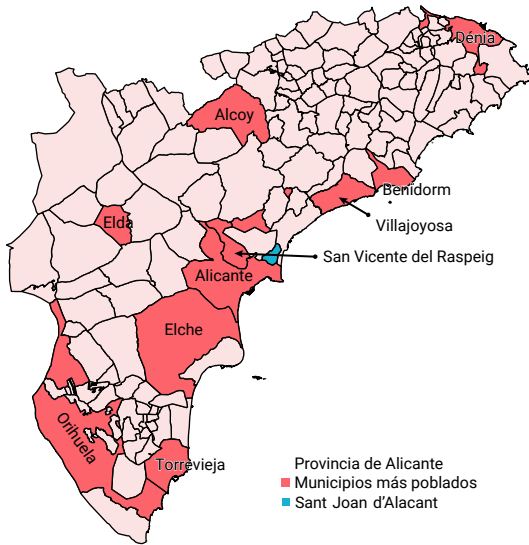 Dénia
Alcoy
Benidorm
Elda
Villajoyosa
San Vicente del Raspeig
Alicante
Elche
Orihuela
Torrevieja
Provincia de Alicante
Municipios más poblados
Sant Joan d'Alacant